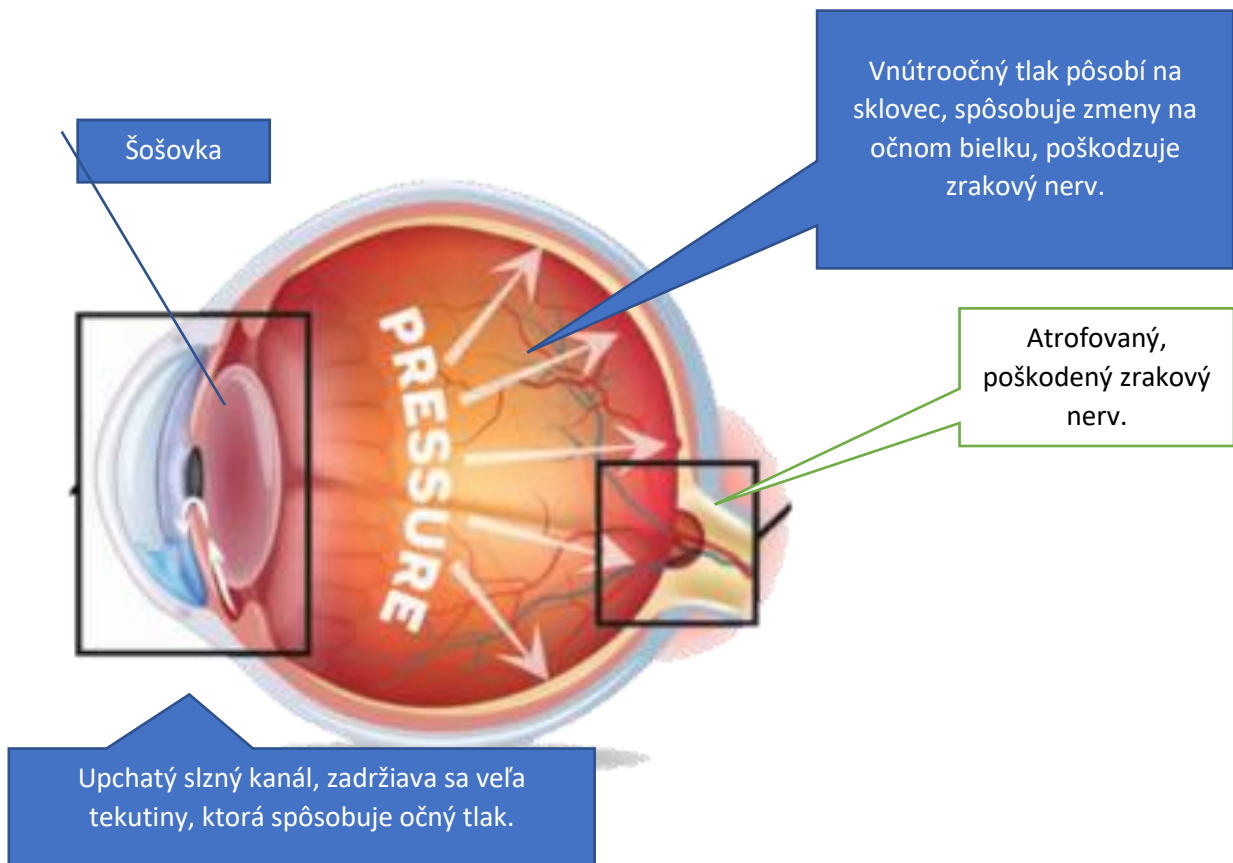 Vnútroočný tlak pôsobí na
sklovec, spôsobuje zmeny na
očnom bielku, poškodzuje
zrakový nerv.
Šošovka
Atrofovaný,
poškodený zrakový
nerv.
PRESSURE
Upchatý slzný kanál, zadržiava sa veľa
tekutiny, ktorá spôsobuje očný tlak.